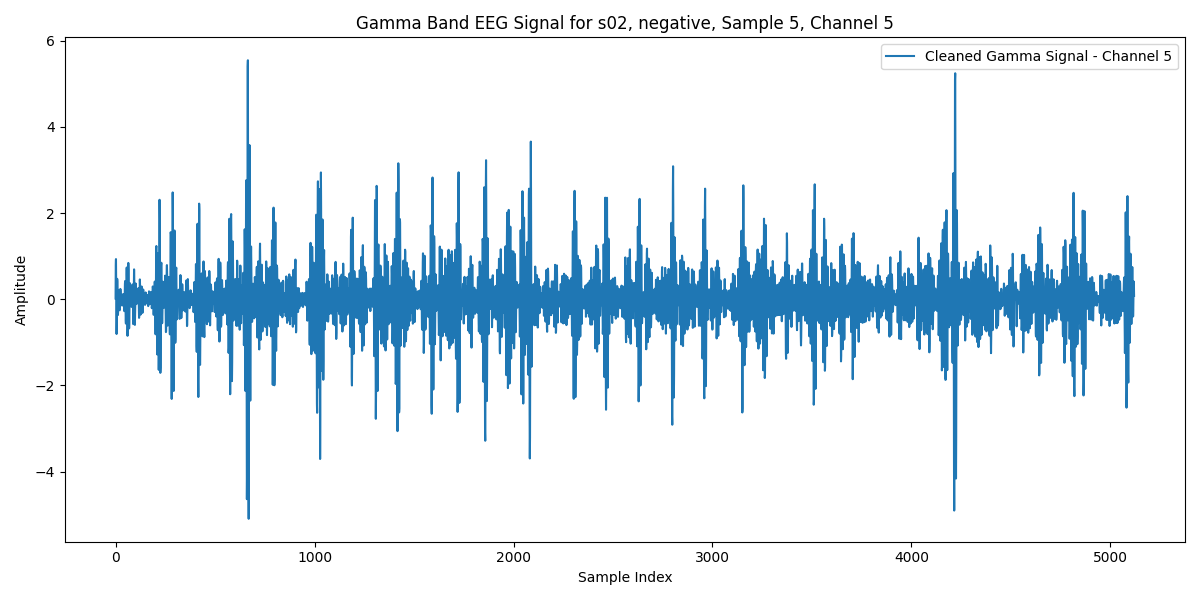 Gamma Band EEG Signal for s02, negative, Sample 5, Channel 5
Cleaned Gamma Signal - Channel 5
6
4
2
0
−2
−4
Amplitude
0 1000 2000 3000 4000 5000
Sample Index